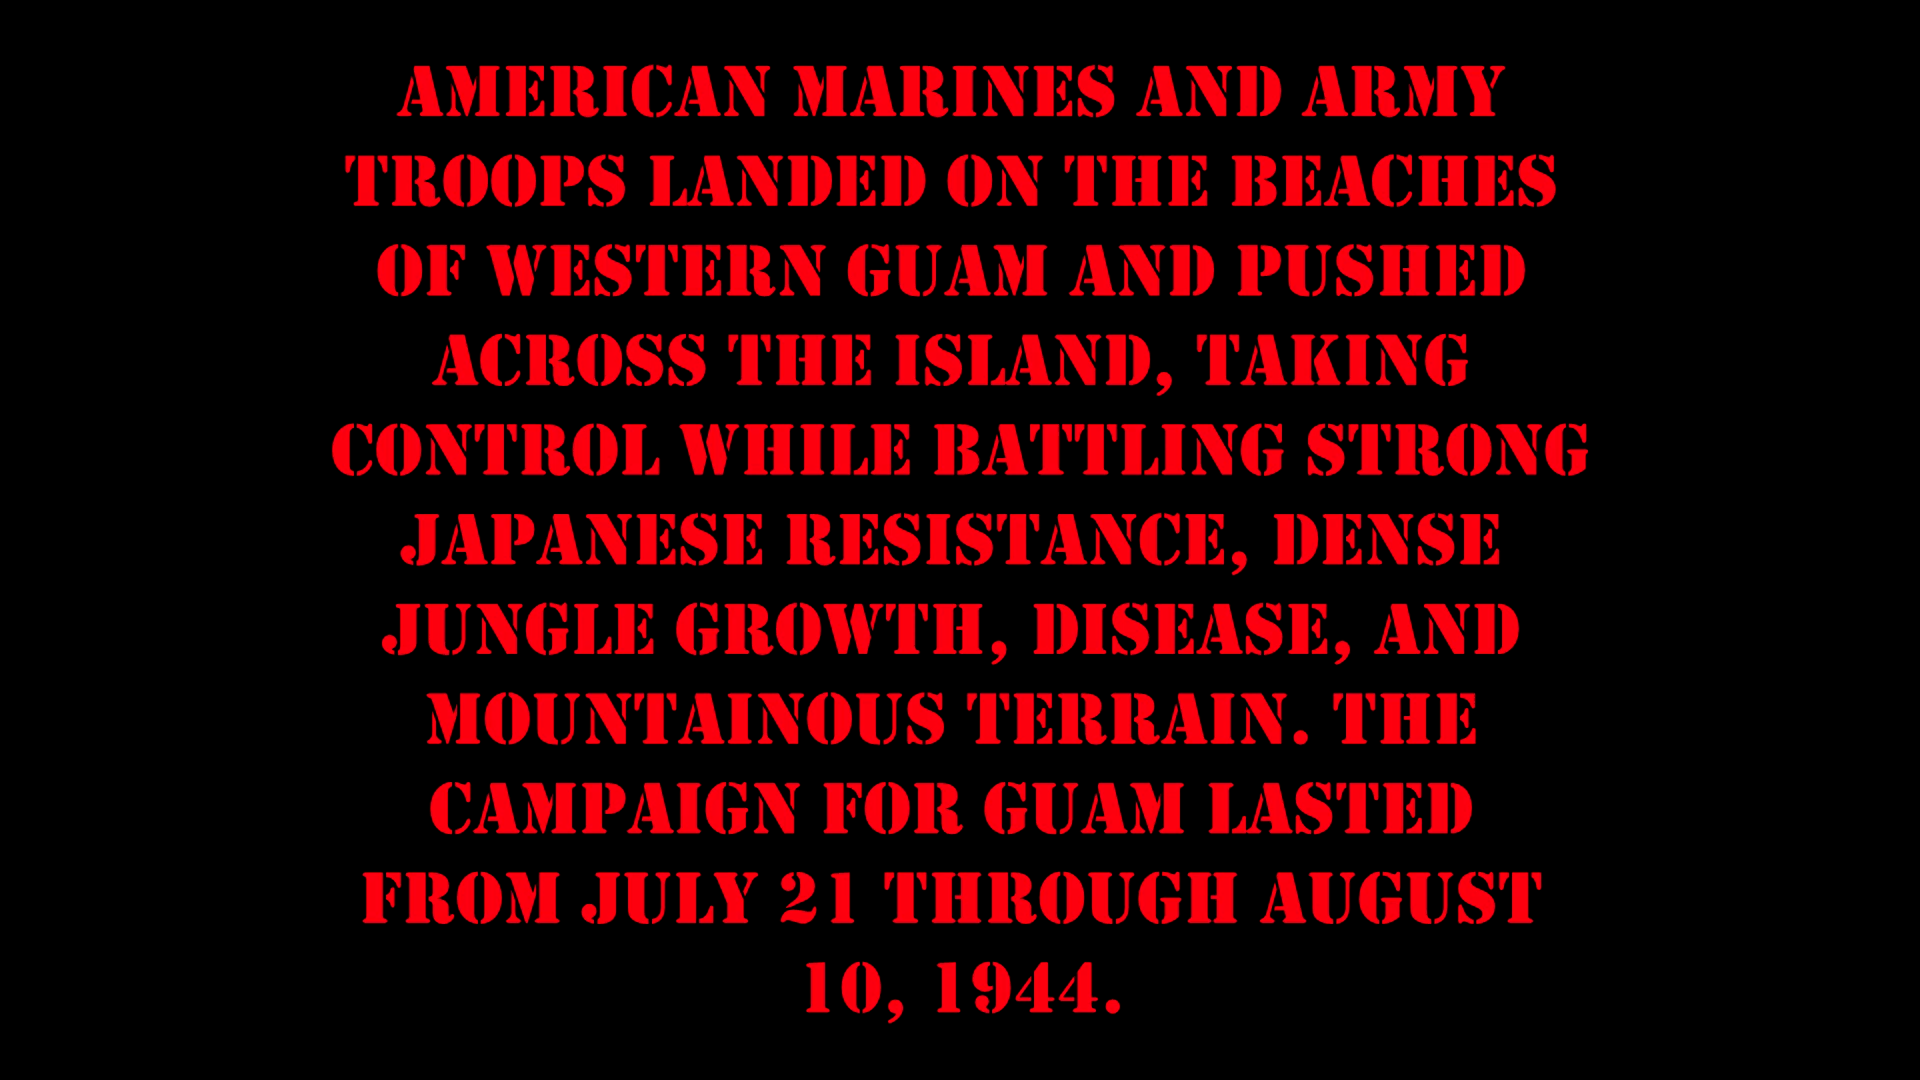 AMERICAN MARINES AND ARMY
TROOPS LANDED ON THE BEACHES
OF WESTERN GUAM AND PUSHED
ACROSS THE ISLAND, TAKING
CONTROL WHILE BATTLING STRONG
JAPANESE RESISTANCE, DENSE
JUNGLE GROWTH, DISEASE, AND
MOUNTAINOUS TERRAIN. THE
CAMPAIGN FOR GUAM LASTED
FROM JULY 21 THROUGH AUGUST
10, 1944.